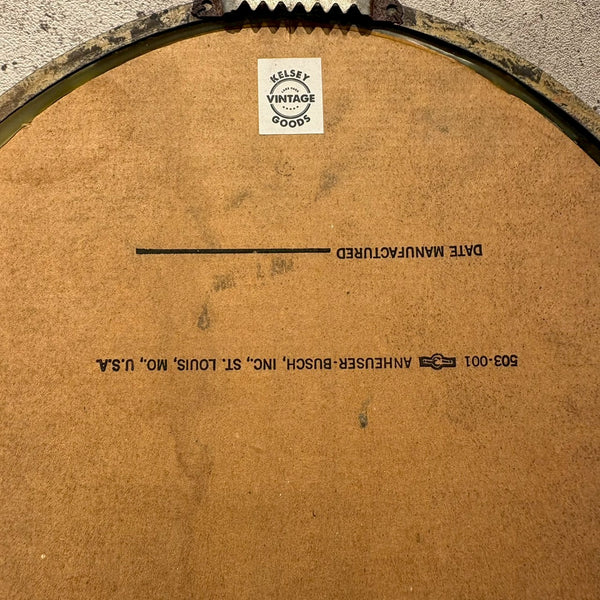 KELSEY
VINTAGE
GOODS
DATE MANUFACTURED
503-001 ANHEUSER-BUSCH, INC., ST. LOUIS, MO., U.S.A.